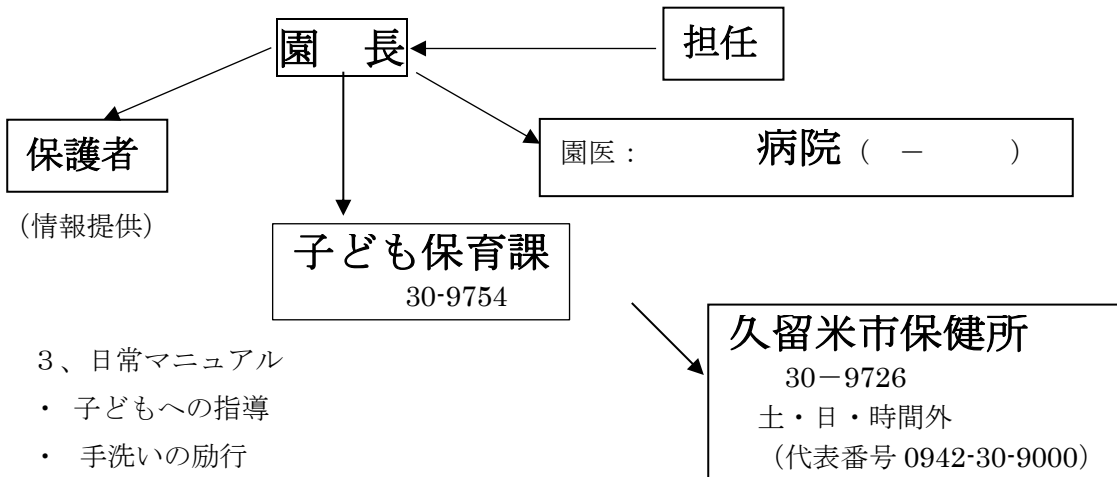 園　長
担任
保護者
園医：　　　病院（　－　　　）
（情報提供）
子ども保育課
30-9754
久留米市保健所
30－9726
土・日・時間外
（代表番号 0942-30-9000）
３、日常マニュアル
・ 子どもへの指導
・ 手洗いの励行